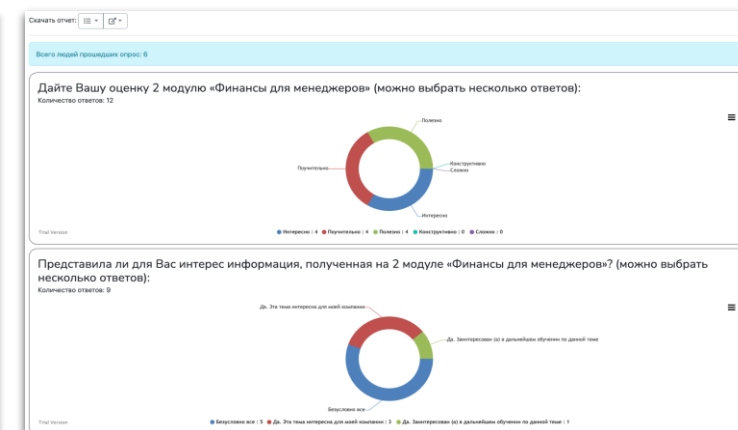 Скачать отчет:
Всего людей прошедших опрос: 6
Дайте Вашу оценку 2 модулю «Финансы для менеджеров» (можно выбрать несколько ответов):
Количество ответов: 12
Полезно
Поучительно
Конструктивно
Сложно
Интересно
Trial Version
Интересно : 4 Поучительно : 4 Полезно : 4 Конструктивно : 0 Сложно : 0
Представила ли для Вас интерес информация, полученная на 2 модуле «Финансы для менеджеров»? (можно выбрать
несколько ответов):
Количество ответов: 9
Да. Эта тема интересна для моей компании
Да. Заинтересован (а) в дальнейшем обучении по данной теме
Безусловно все
Trial Version
Безусловно все : 5 Да. Эта тема интересна для моей компании : 3 Да. Заинтересован (а) в дальнейшем обучении по данной теме : 1